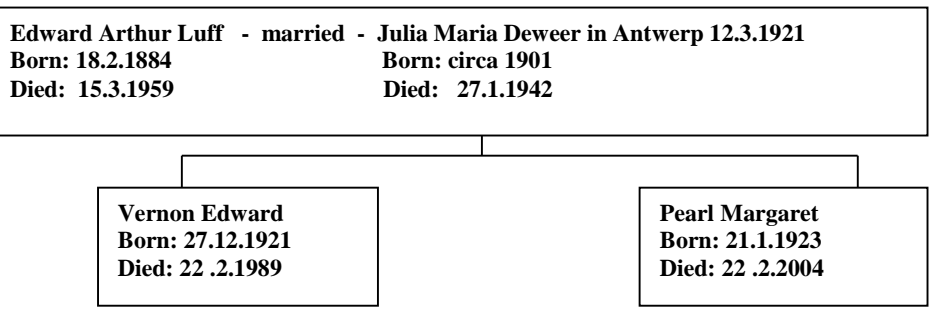 Edward Arthur Luff - married - Julia Maria Deweer in Antwerp 12.3.1921
Born: 18.2.1884 Born: circa 1901
Died: 15.3.1959 Died: 27.1.1942
Vernon Edward
Born: 27.12.1921
Died: 22 .2.1989
Pearl Margaret
Born: 21.1.1923
Died: 22 .2.2004